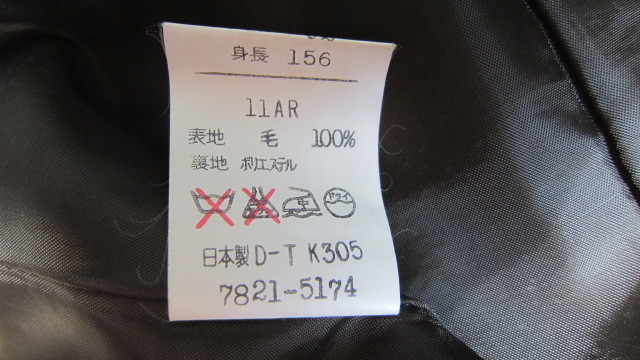 身長 156
11AR
表地 毛 100%
裏地 ポリエステル
中 ドライ
日本製 D-T K305
7821-5174